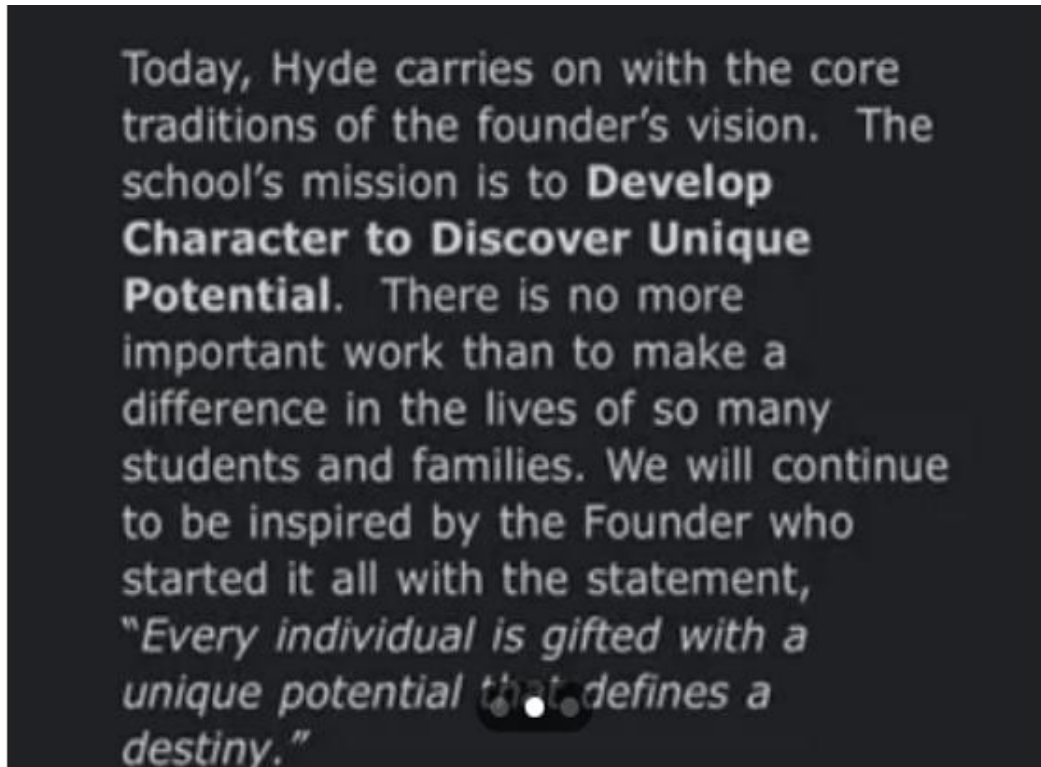 Today, Hyde carries on with the core
traditions of the founder’s vision.  The
school’s mission is to Develop
Character to Discover Unique
Potential.  There is no more
important work than to make a
difference in the lives of so many
students and families. We will continue
to be inspired by the Founder who
started it all with the statement,
“Every individual is gifted with a
unique potential that defines a
destiny.”